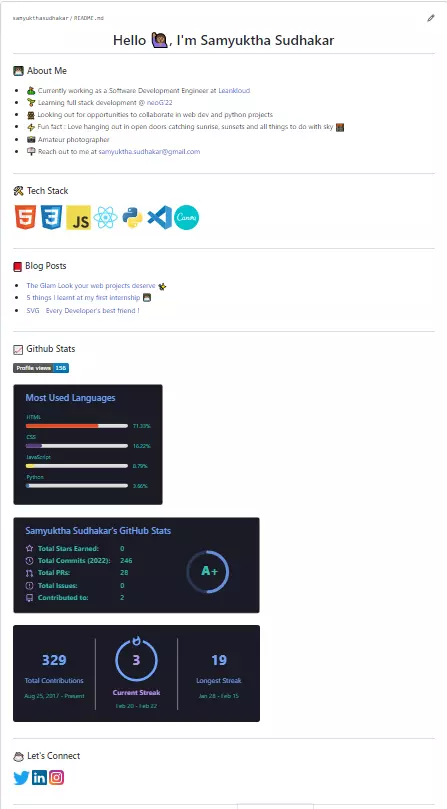 samyukthasudhakar / README.md
Hello 🙋🏾‍♀️, I'm Samyuktha Sudhakar
About Me
Currently working as a Software Development Engineer at Leankloud
Learning full stack development @ neoG'22
Looking out for opportunities to collaborate in web dev and python projects
Fun fact : Love hanging out in open doors catching sunrise, sunsets and all things to do with sky
Amateur photographer
Reach out to me at samyuktha.sudhakar@gmail.com
Tech Stack
5 3 JS Canva
Blog Posts
The Glam Look your web projects deserve
5 things I learnt at my first internship
SVG Every Developer's best friend !
Github Stats
Profile views 156
Most Used Languages
HTML
71.33%
CSS
16.22%
JavaScript
8.79%
Python
3.66%
Samyuktha Sudhakar's GitHub Stats
Total Stars Earned: 0
Total Commits (2022): 246
Total PRs: 28
Total Issues: 0
Contributed to: 2
A+
329 3 19
Total Contributions Current Streak Longest Streak
Aug 25, 2017 - Present Feb 20 - Feb 22 Jan 28 - Feb 15
Let's Connect
in